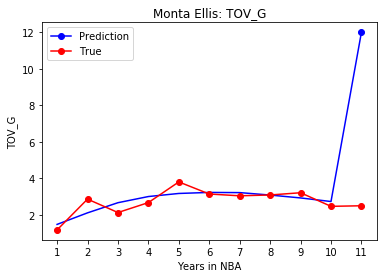 Monta Ellis: TOV_G
Prediction
True
12
10
8
6
4
2
TOV_G
1 2 3 4 5 6 7 8 9 10 11
Years in NBA